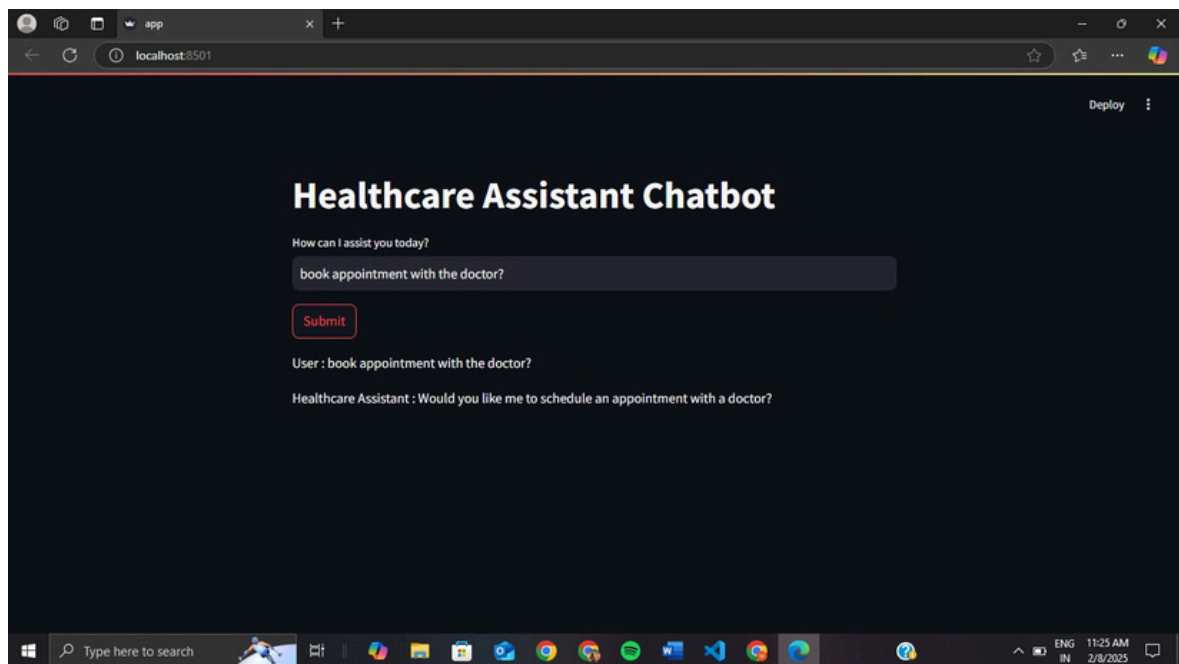 app
localhost:8501
Deploy
Healthcare Assistant Chatbot
How can I assist you today?
book appointment with the doctor?
Submit
User : book appointment with the doctor?
Healthcare Assistant : Would you like me to schedule an appointment with a doctor?
Type here to search
ENG 11:25 AM
IN 2/8/2025